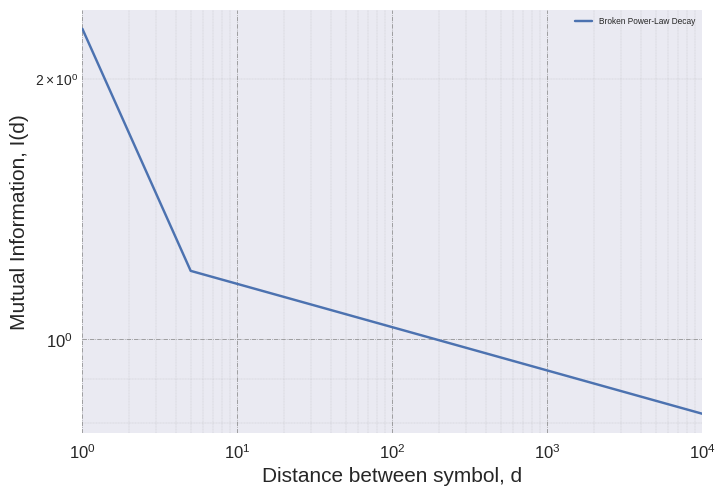 Broken Power-Law Decay
2 × 10⁰
10⁰
Mutual Information, I(d)
10⁰ 10¹ 10² 10³ 10⁴
Distance between symbol, d